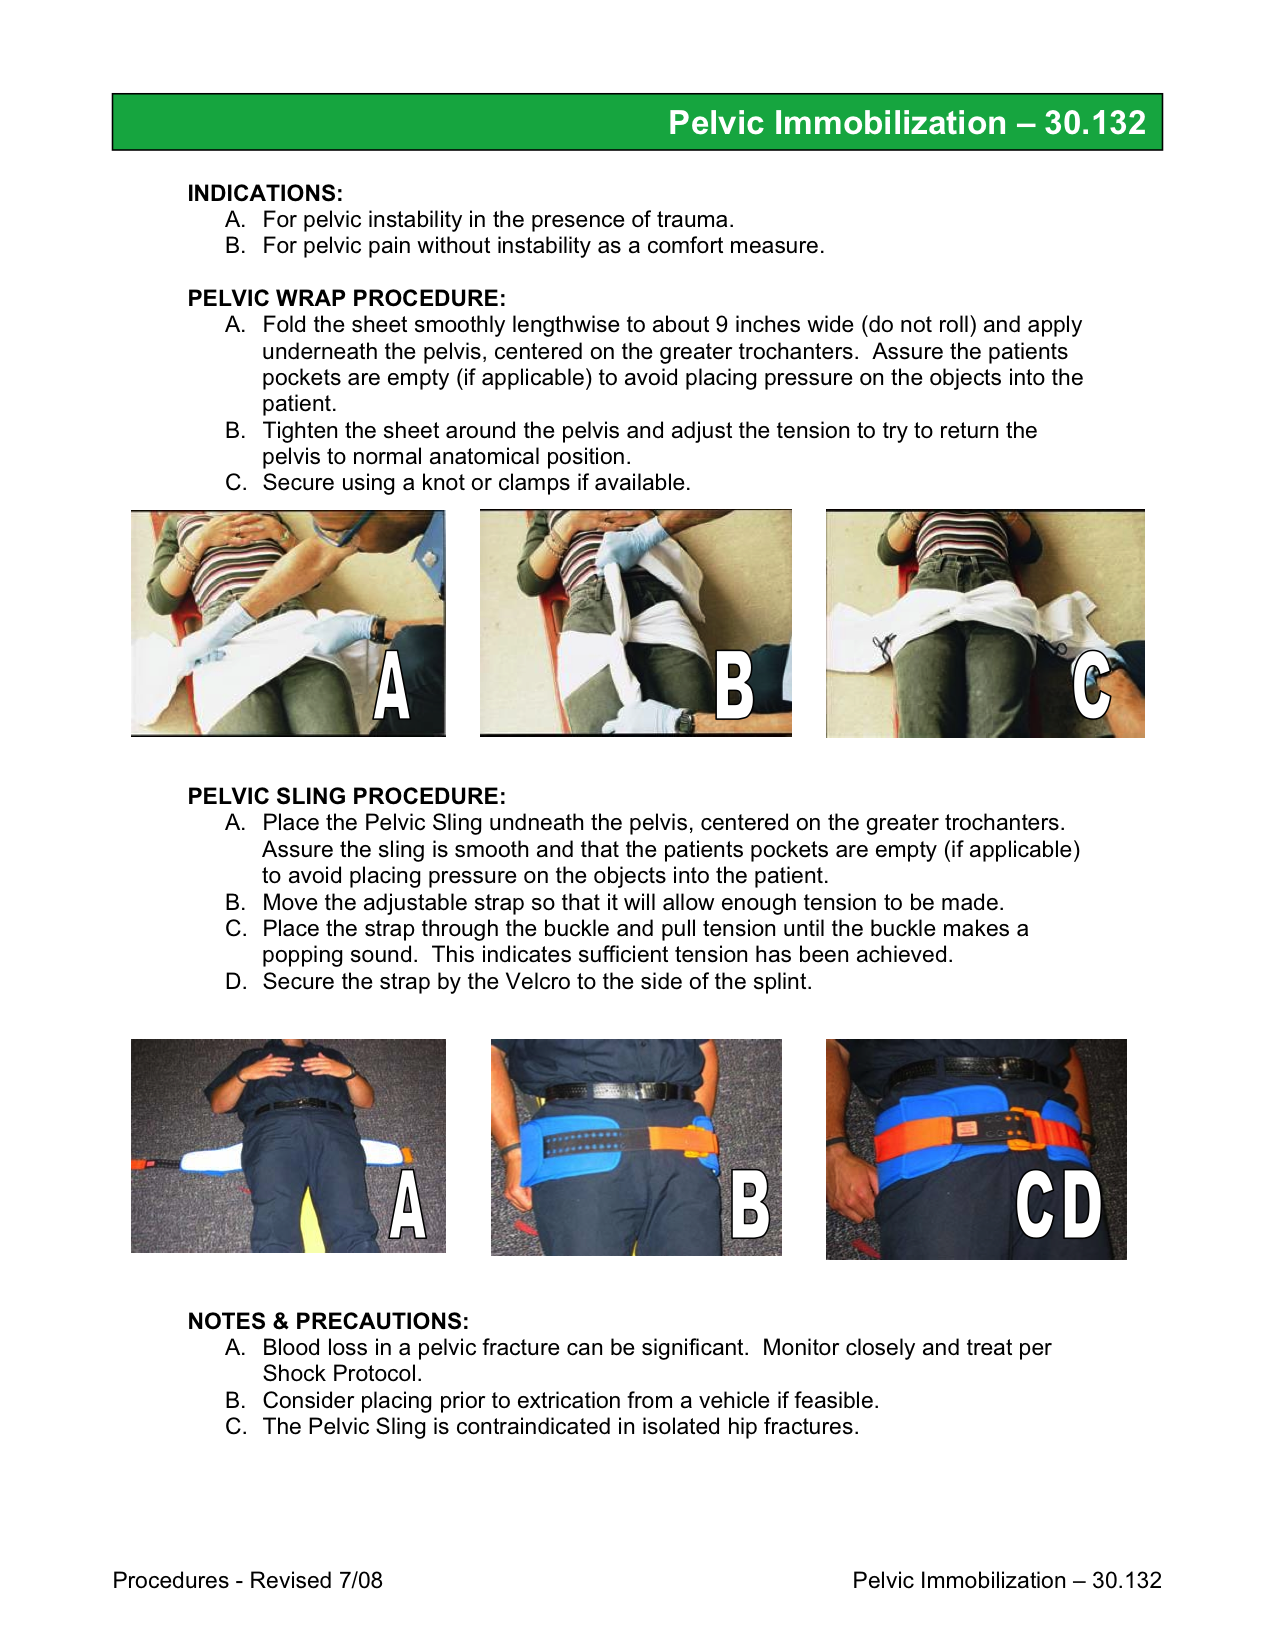 Pelvic Immobilization – 30.132
INDICATIONS:
A. For pelvic instability in the presence of trauma.
B. For pelvic pain without instability as a comfort measure.
PELVIC WRAP PROCEDURE:
A. Fold the sheet smoothly lengthwise to about 9 inches wide (do not roll) and apply
underneath the pelvis, centered on the greater trochanters.  Assure the patients
pockets are empty (if applicable) to avoid placing pressure on the objects into the
patient.
B. Tighten the sheet around the pelvis and adjust the tension to try to return the
pelvis to normal anatomical position.
C. Secure using a knot or clamps if available.
A
B
C
PELVIC SLING PROCEDURE:
A. Place the Pelvic Sling undneath the pelvis, centered on the greater trochanters.
Assure the sling is smooth and that the patients pockets are empty (if applicable)
to avoid placing pressure on the objects into the patient.
B. Move the adjustable strap so that it will allow enough tension to be made.
C. Place the strap through the buckle and pull tension until the buckle makes a
popping sound.  This indicates sufficient tension has been achieved.
D. Secure the strap by the Velcro to the side of the splint.
A
B
CD
NOTES & PRECAUTIONS:
A. Blood loss in a pelvic fracture can be significant.  Monitor closely and treat per
Shock Protocol.
B. Consider placing prior to extrication from a vehicle if feasible.
C. The Pelvic Sling is contraindicated in isolated hip fractures.
Procedures - Revised 7/08
Pelvic Immobilization – 30.132